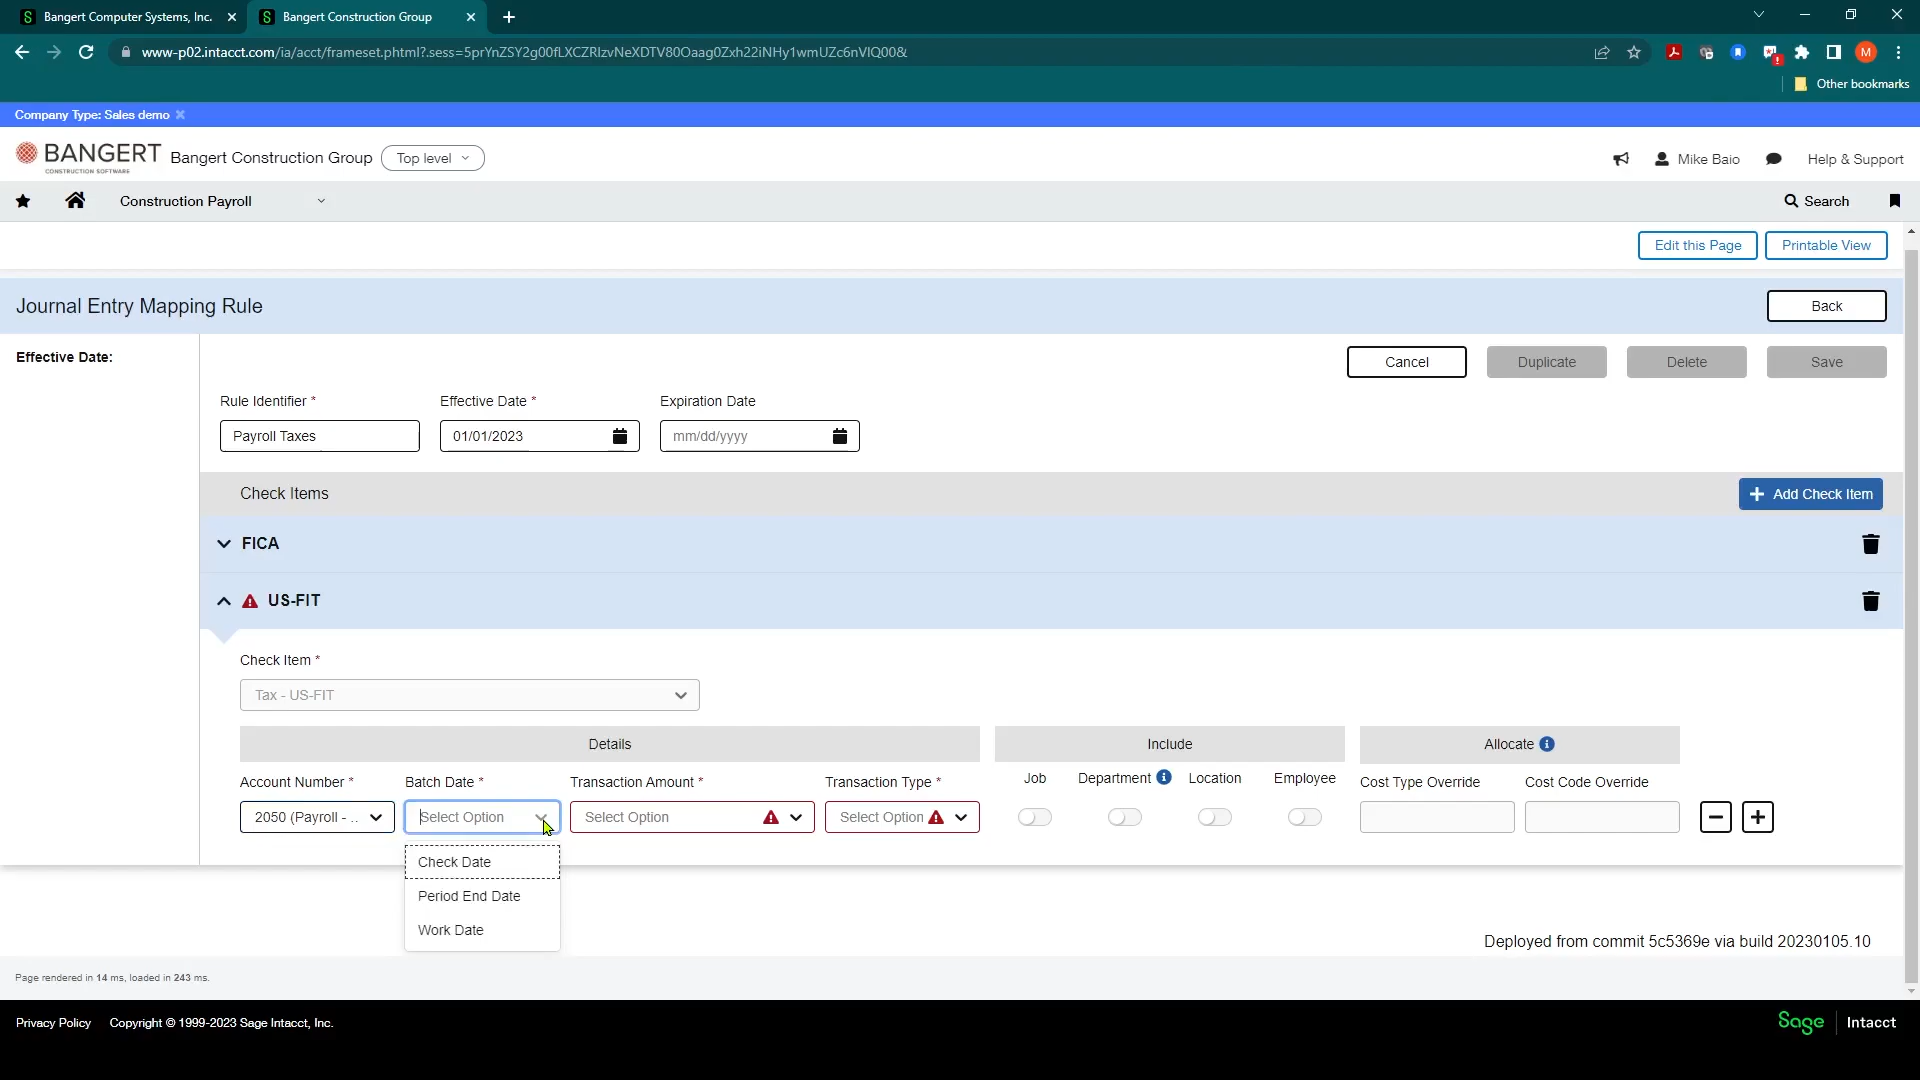 Bangert Computer Systems, Inc.
Bangert Construction Group
www-p02.intacct.com/ia/acct/frameset.phtml?.sess=5prYnZSY2g00fLXCZRIzvNeXDTV80Oaag0Zxh22iNHy1wmUZc6nVlQ00&
M
Other bookmarks
Company Type: Sales demo
BANGERT
CONSTRUCTION SOFTWARE
Bangert Construction Group
Top level
Mike Baio
Help & Support
Construction Payroll
Search
Edit this Page
Printable View
Journal Entry Mapping Rule
Back
Effective Date:
Cancel
Duplicate
Delete
Save
Rule Identifier *
Effective Date *
Expiration Date
Payroll Taxes
01/01/2023
mm/dd/yyyy
Check Items
Add Check Item
FICA
US-FIT
Check Item *
Tax - US-FIT
Details
Include
Allocate
Account Number *
Batch Date *
Transaction Amount *
Transaction Type *
Job
Department
Location
Employee
Cost Type Override
Cost Code Override
2050 (Payroll - ..
Select Option
Select Option
Select Option
Check Date
Period End Date
Work Date
Deployed from commit 5c5369e via build 20230105.10
Page rendered in 14 ms, loaded in 243 ms.
Privacy Policy
Copyright © 1999-2023 Sage Intacct, Inc.
Sage
Intacct